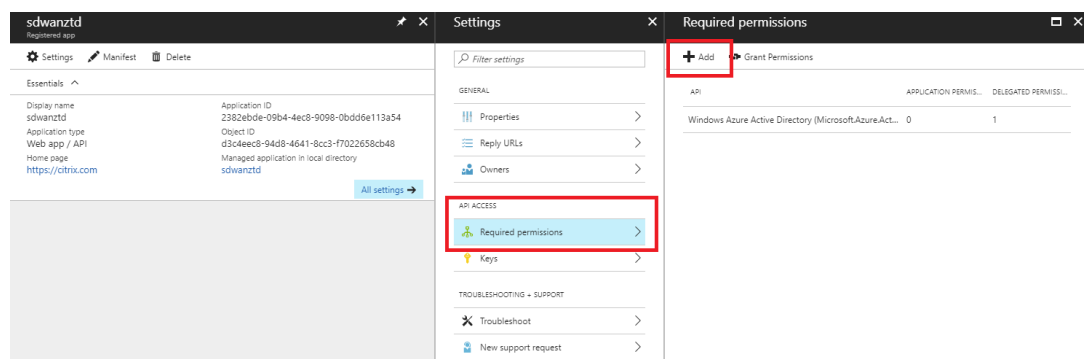 sdwanztd
Registered app
Settings Manifest Delete
Essentials
Display name
sdwanztd
Application type
Web app / API
Home page
https://citrix.com
Application ID
2382ebde-09b4-4ec8-9098-0bdd6e113a54
Object ID
d3c4eec8-94d8-4641-8cc3-f7022658cb48
Managed application in local directory
sdwanztd
All settings
Settings
Filter settings
GENERAL
Properties
Reply URLs
Owners
API ACCESS
Required permissions
Keys
TROUBLESHOOTING + SUPPORT
Troubleshoot
New support request
Required permissions
Add Grant Permissions
API APPLICATION PERMIS... DELEGATED PERMISSI...
Windows Azure Active Directory (Microsoft.Azure.Act... 0 1